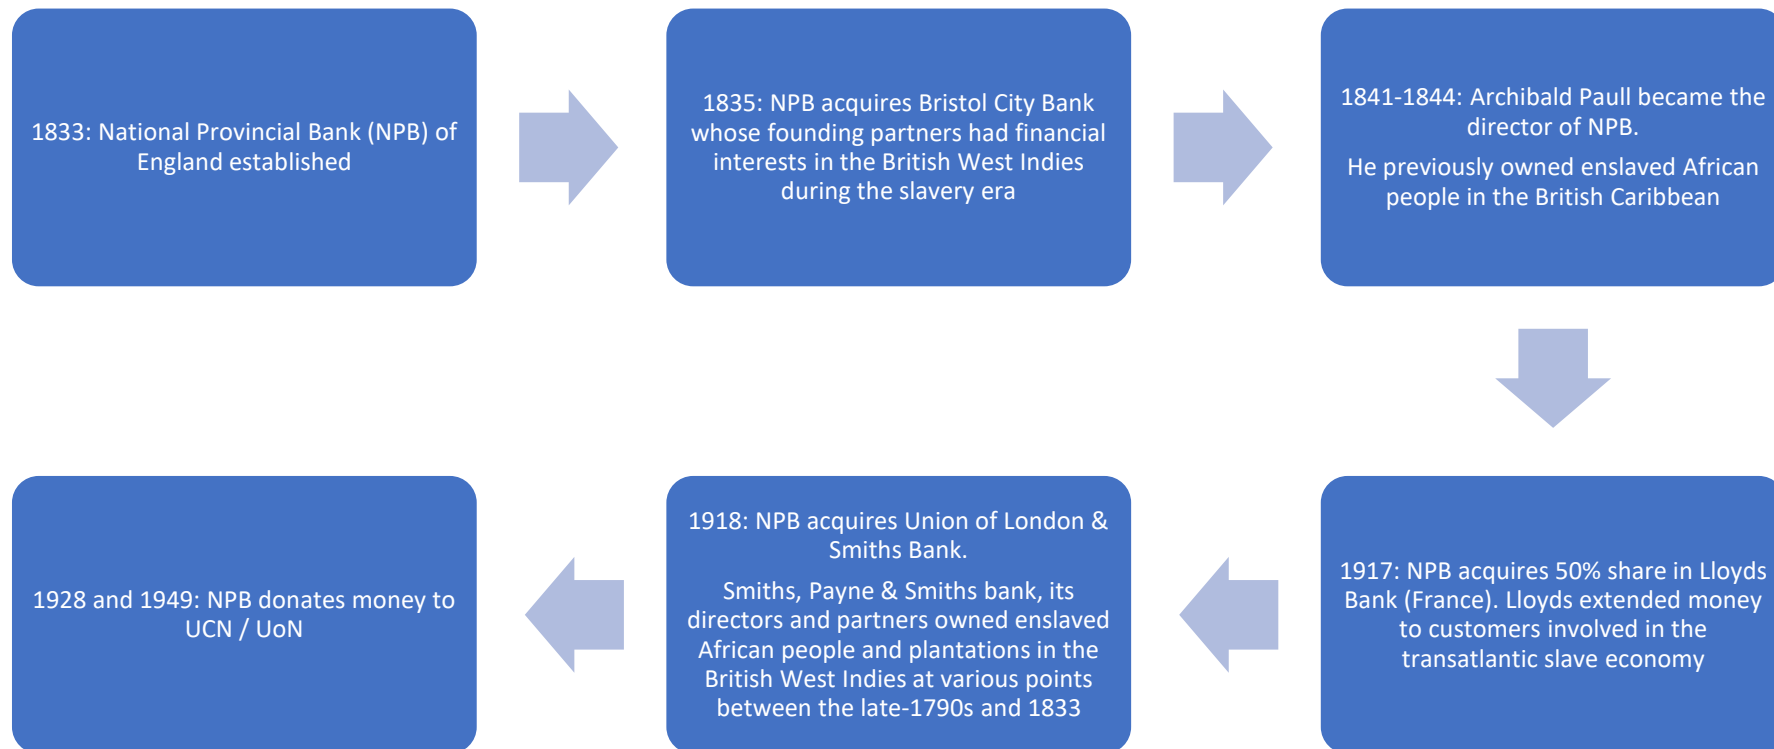 1833: National Provincial Bank (NPB) of
England established
1835: NPB acquires Bristol City Bank
whose founding partners had financial
interests in the British West Indies
during the slavery era
1841-1844: Archibald Paull became the
director of NPB.
He previously owned enslaved African
people in the British Caribbean
1917: NPB acquires 50% share in Lloyds
Bank (France). Lloyds extended money
to customers involved in the
transatlantic slave economy
1918: NPB acquires Union of London &
Smiths Bank.
Smiths, Payne & Smiths bank, its
directors and partners owned enslaved
African people and plantations in the
British West Indies at various points
between the late-1790s and 1833
1928 and 1949: NPB donates money to
UCN / UoN